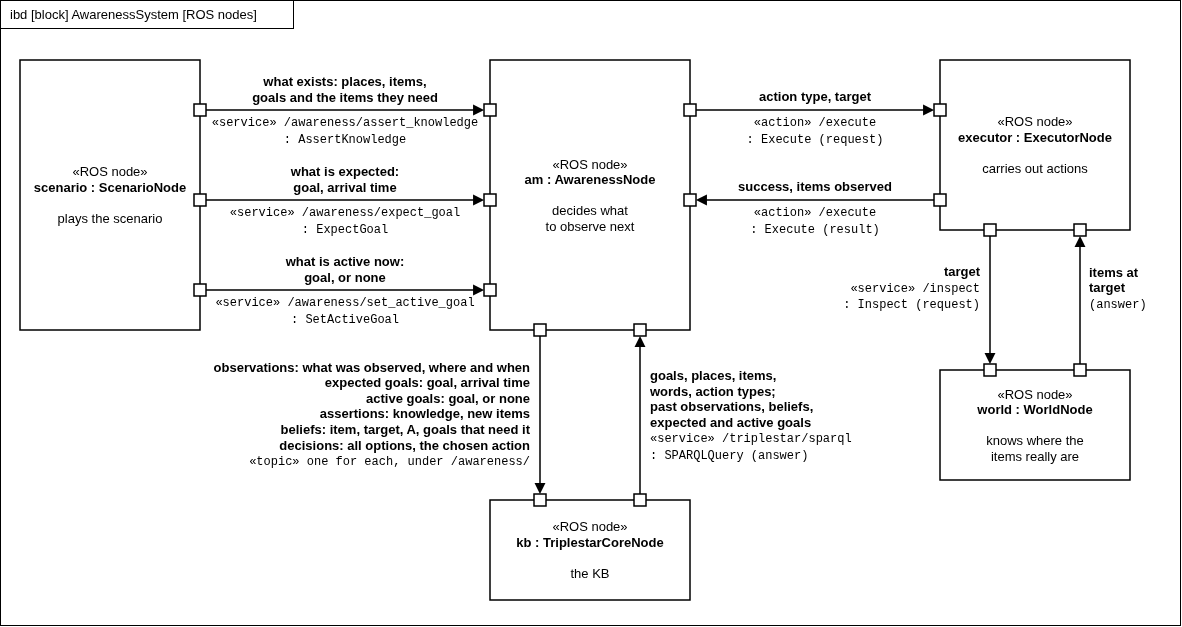 ibd [block] AwarenessSystem [ROS nodes]
«ROS node»
scenario : ScenarioNode
plays the scenario
what exists: places, items,
goals and the items they need
«service» /awareness/assert_knowledge
: AssertKnowledge
what is expected:
goal, arrival time
«service» /awareness/expect_goal
: ExpectGoal
what is active now:
goal, or none
«service» /awareness/set_active_goal
: SetActiveGoal
«ROS node»
am : AwarenessNode
decides what
to observe next
action type, target
«action» /execute
: Execute (request)
success, items observed
«action» /execute
: Execute (result)
«ROS node»
executor : ExecutorNode
carries out actions
target
«service» /inspect
: Inspect (request)
items at
target
(answer)
«ROS node»
world : WorldNode
knows where the
items really are
observations: what was observed, where and when
expected goals: goal, arrival time
active goals: goal, or none
assertions: knowledge, new items
beliefs: item, target, A, goals that need it
decisions: all options, the chosen action
«topic» one for each, under /awareness/
goals, places, items,
words, action types;
past observations, beliefs,
expected and active goals
«service» /triplestar/sparql
: SPARQLQuery (answer)
«ROS node»
kb : TriplestarCoreNode
the KB